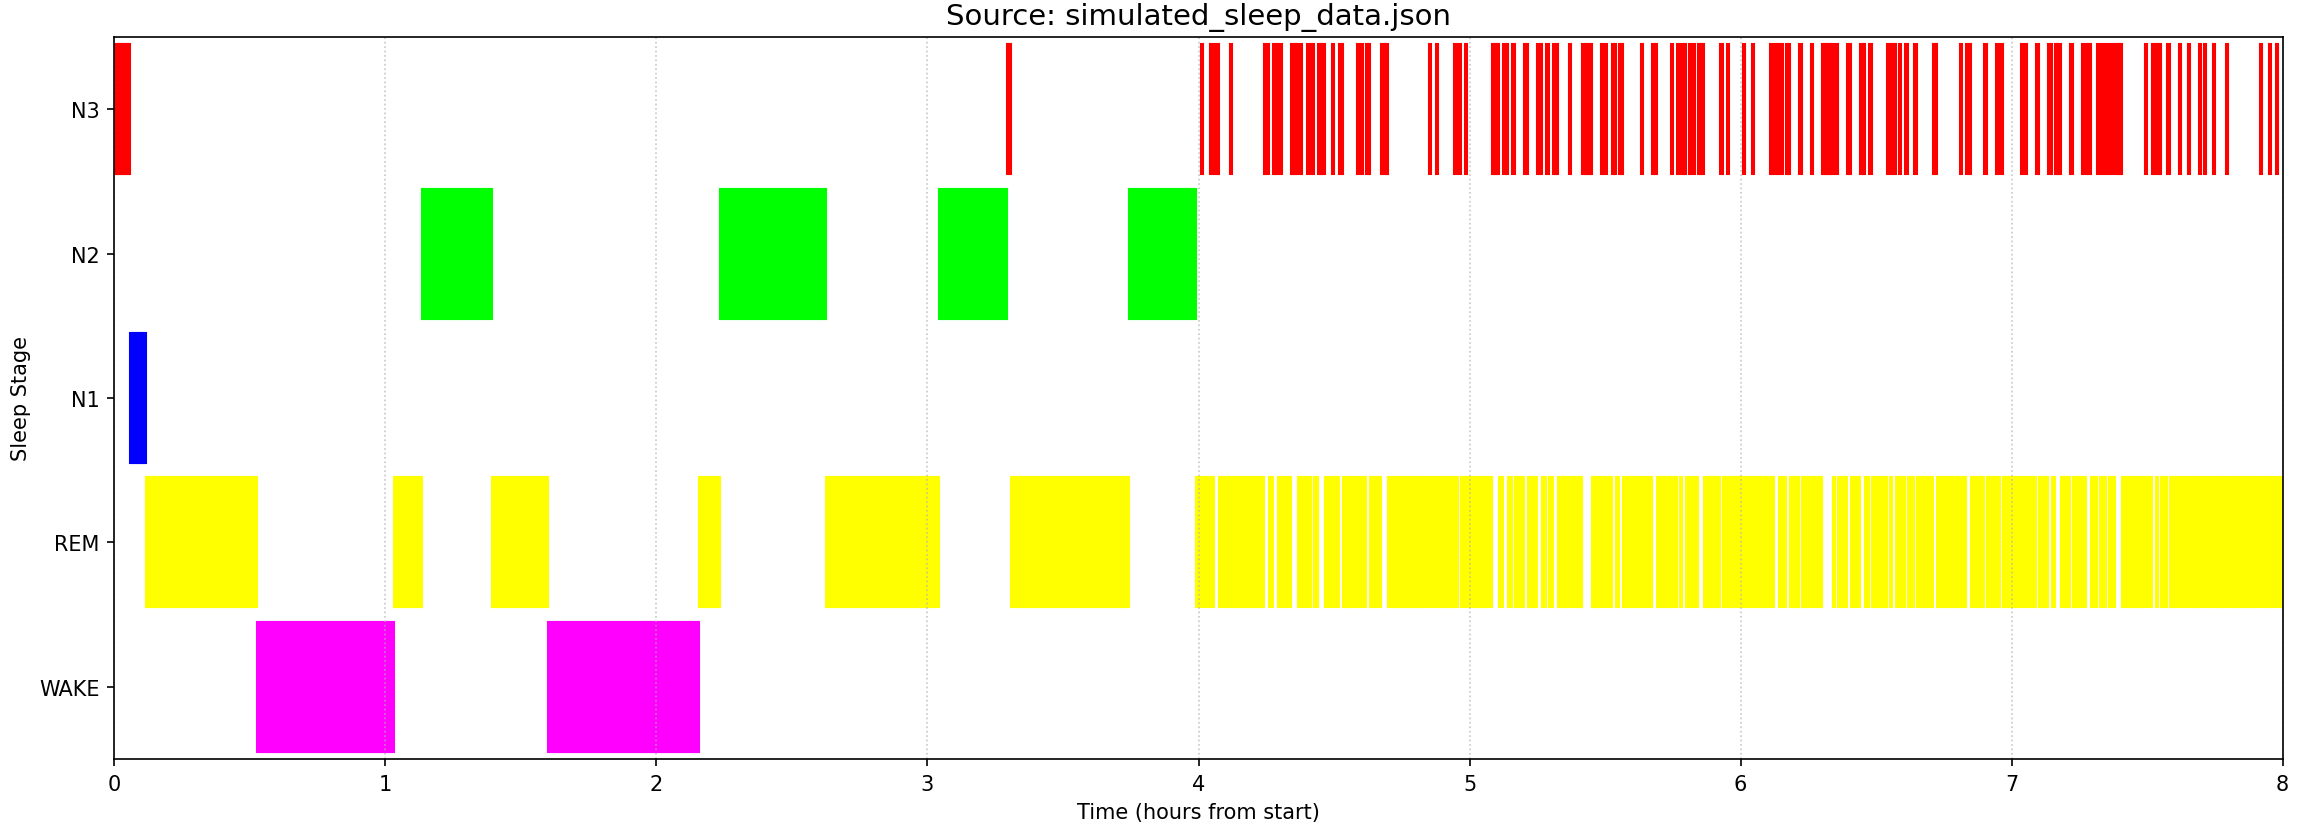 Source: simulated_sleep_data.json
N3
N2
N1
REM
WAKE
Sleep Stage
0 1 2 3 4 5 6 7 8
Time (hours from start)